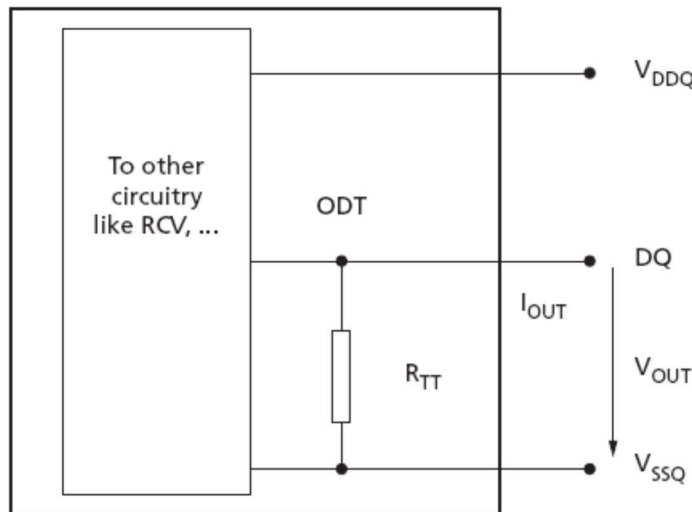 V_DDQ
To other
circuitry
like RCV, ...
ODT
DQ
I_OUT
R_TT
V_OUT
V_SSQ